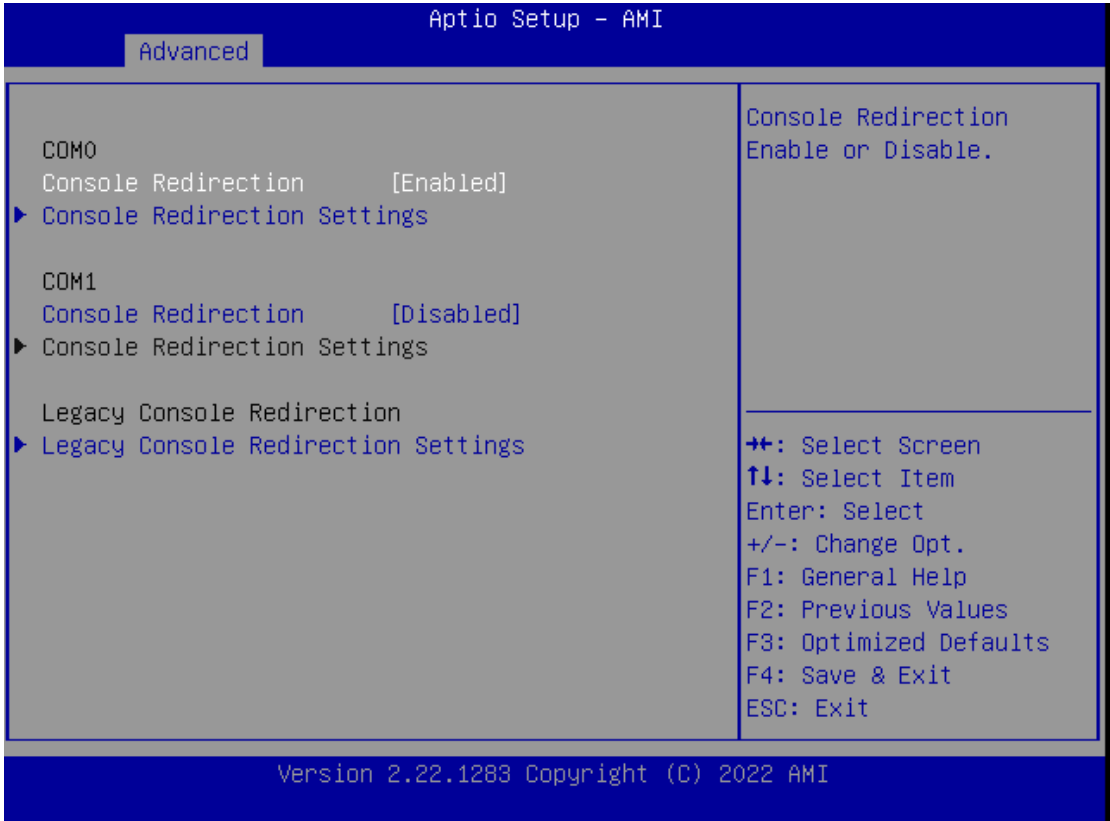 Aptio Setup – AMI
Advanced
COM0
Console Redirection [Enabled]
▶ Console Redirection Settings
COM1
Console Redirection [Disabled]
▶ Console Redirection Settings
Legacy Console Redirection
▶ Legacy Console Redirection Settings
Console Redirection
Enable or Disable.
→←: Select Screen
↑↓: Select Item
Enter: Select
+/-: Change Opt.
F1: General Help
F2: Previous Values
F3: Optimized Defaults
F4: Save & Exit
ESC: Exit
Version 2.22.1283 Copyright (C) 2022 AMI